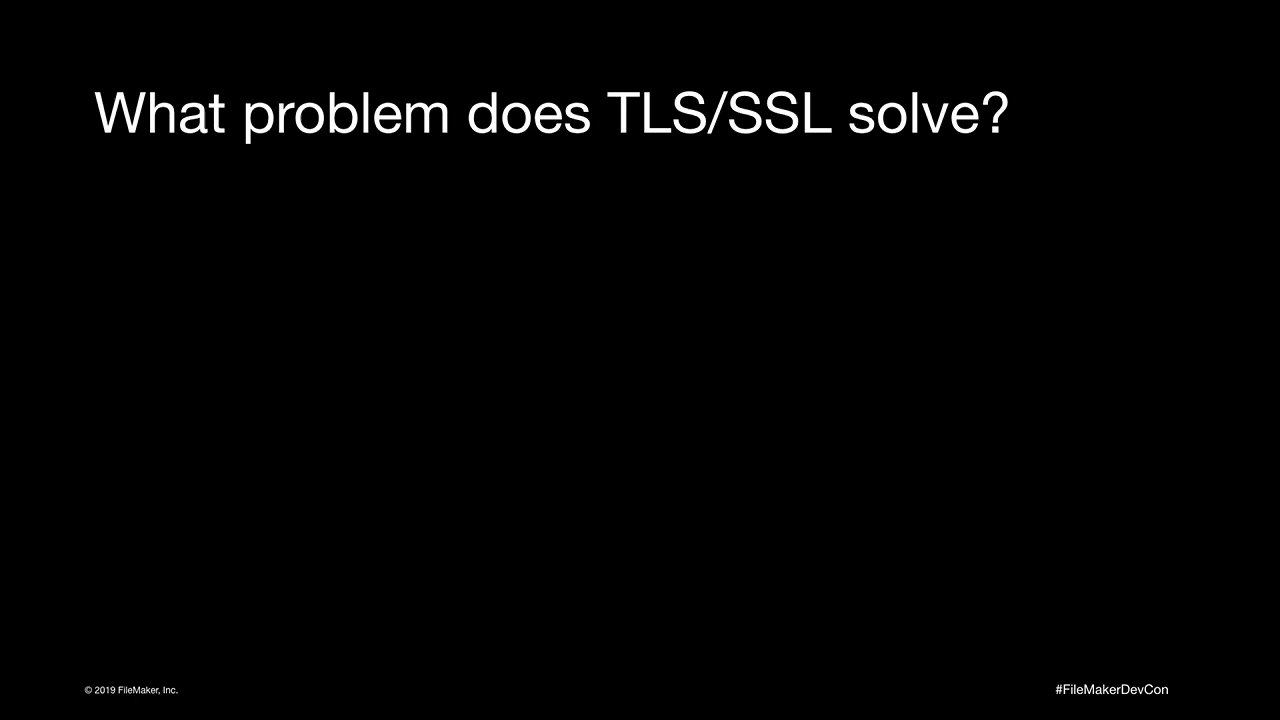 What problem does TLS/SSL solve?
© 2019 FileMaker, Inc.
#FileMakerDevCon